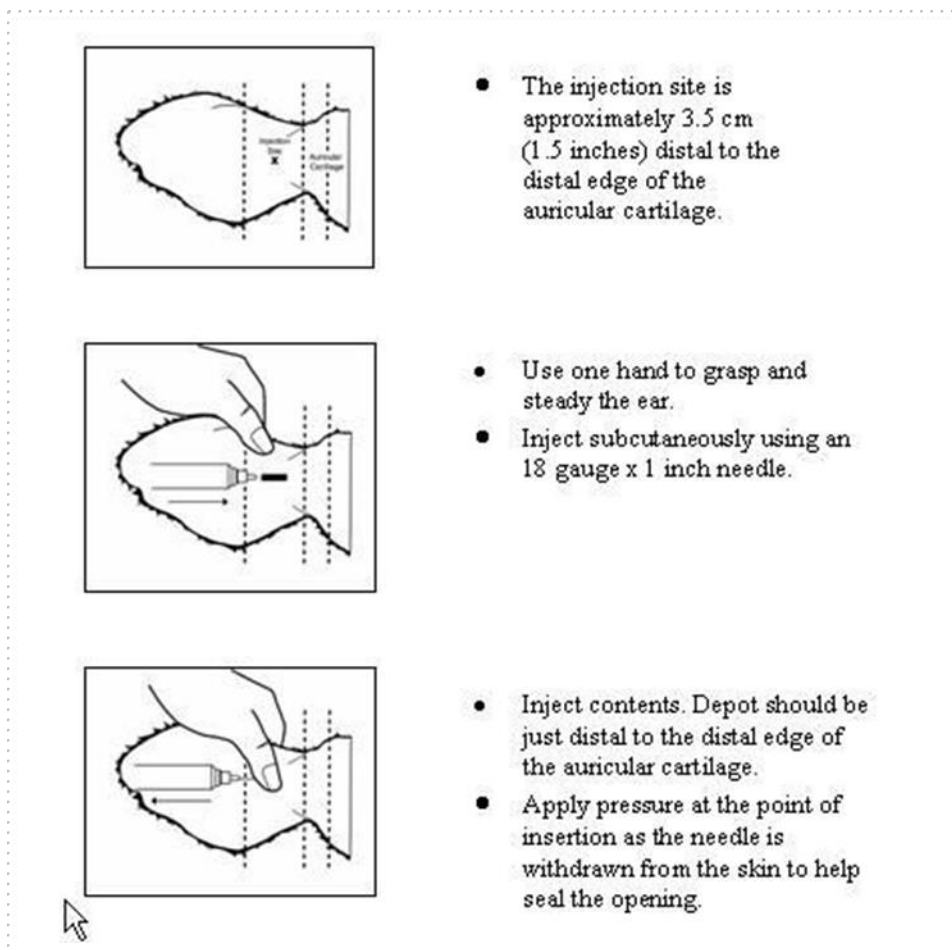 Injection
Site
X
Auricular
Cartilage
The injection site is
approximately 3.5 cm
(1.5 inches) distal to the
distal edge of the
auricular cartilage.
Use one hand to grasp and
steady the ear.
Inject subcutaneously using an
18 gauge x 1 inch needle.
Inject contents. Depot should be
just distal to the distal edge of
the auricular cartilage.
Apply pressure at the point of
insertion as the needle is
withdrawn from the skin to help
seal the opening.